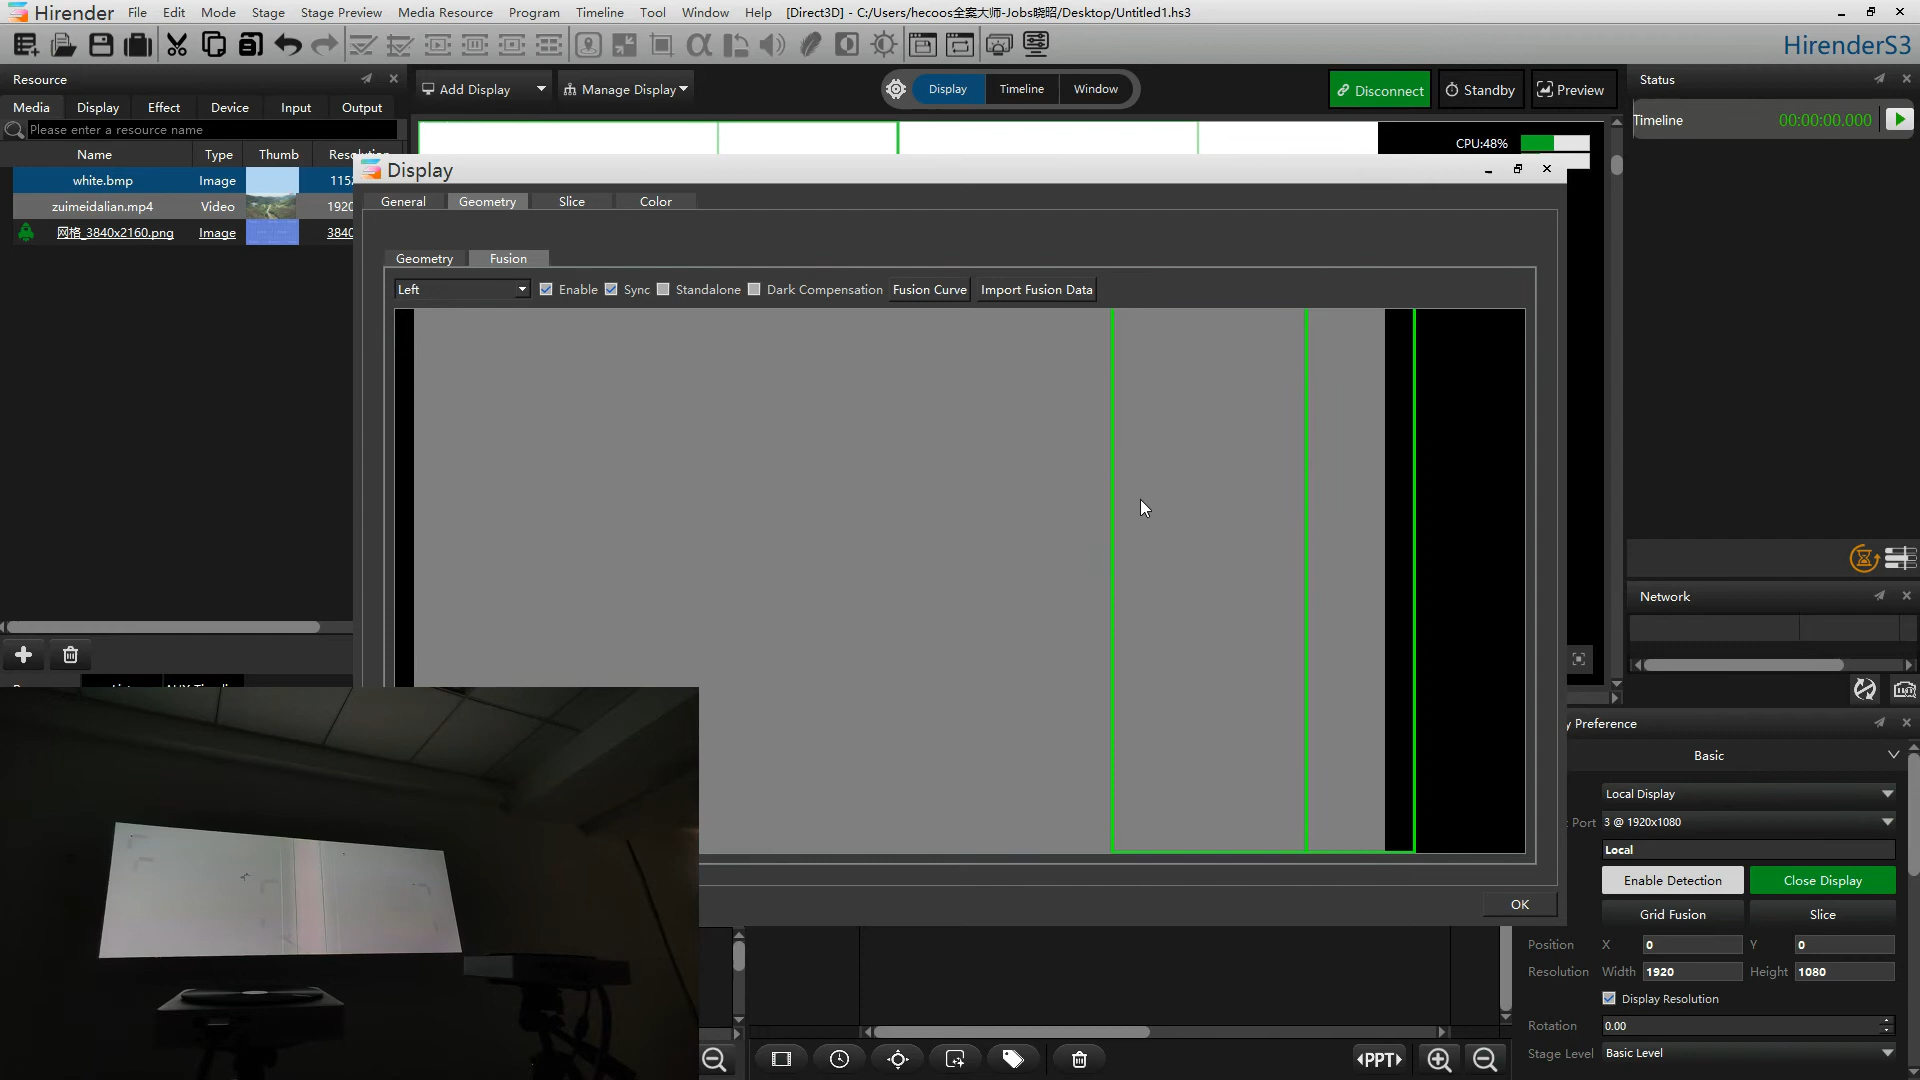 Hirender File Edit Mode Stage Stage Preview Media Resource Program Timeline Tool Window Help [Direct3D] - C:/Users/hecoos全案大师-Jobs晓昭/Desktop/Untitled1.hs3
HirenderS3
Resource
Media Display Effect Device Input Output
Please enter a resource name
Name Type Thumb
white.bmp Image
zuimeidalian.mp4 Video 1920
网格_3840x2160.png Image 3840
Add Display Manage Display
Display Timeline Window
Disconnect Standby Preview
CPU:48%
Status
Timeline 00:00:00.000
Display
General Geometry Slice Color
Geometry Fusion
Left Enable Sync Standalone Dark Compensation Fusion Curve Import Fusion Data
OK
Network
Preference
Basic
Local Display
Port 3 @ 1920x1080
Local
Enable Detection Close Display
Grid Fusion Slice
Position X 0 Y 0
Resolution Width 1920 Height 1080
Display Resolution
Rotation 0.00
Stage Level Basic Level
PPT